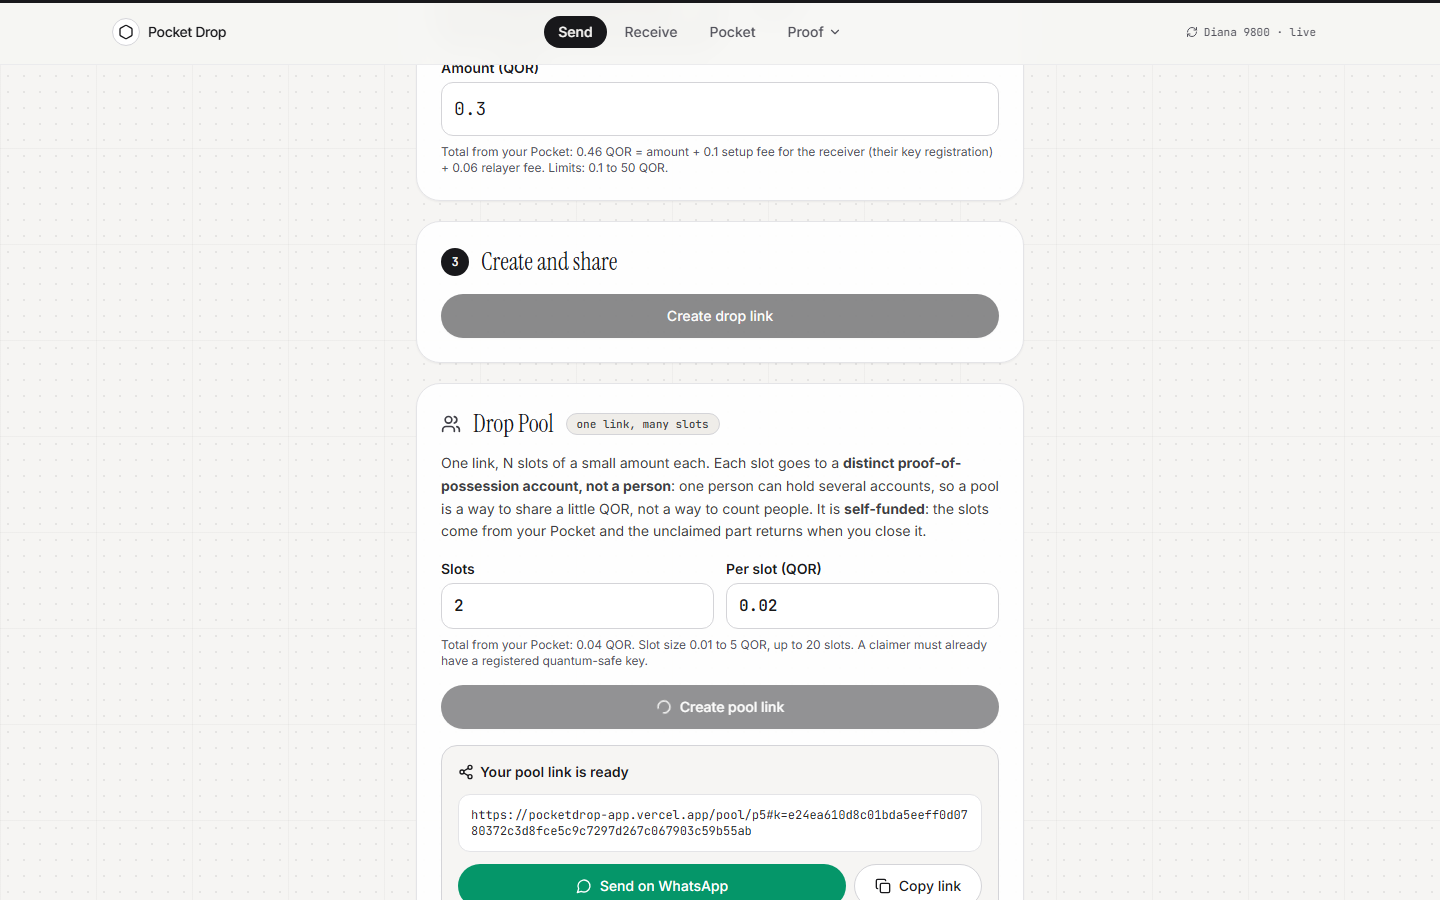 Pocket Drop
Send
Receive
Pocket
Proof
Diana 9800 · live
Amount (QOR)
0.3
Total from your Pocket: 0.46 QOR = amount + 0.1 setup fee for the receiver (their key registration)
+ 0.06 relayer fee. Limits: 0.1 to 50 QOR.
3
Create and share
Create drop link
Drop Pool
one link, many slots
One link, N slots of a small amount each. Each slot goes to a distinct proof-of-
possession account, not a person: one person can hold several accounts, so a pool
is a way to share a little QOR, not a way to count people. It is self-funded: the slots
come from your Pocket and the unclaimed part returns when you close it.
Slots
Per slot (QOR)
2
0.02
Total from your Pocket: 0.04 QOR. Slot size 0.01 to 5 QOR, up to 20 slots. A claimer must already
have a registered quantum-safe key.
Create pool link
Your pool link is ready
https://pocketdrop-app.vercel.app/pool/p5#k=e24ea610d8c01bda5eeff0d07
80372c3d8fce5c9c7297d267c067903c59b55ab
Send on WhatsApp
Copy link